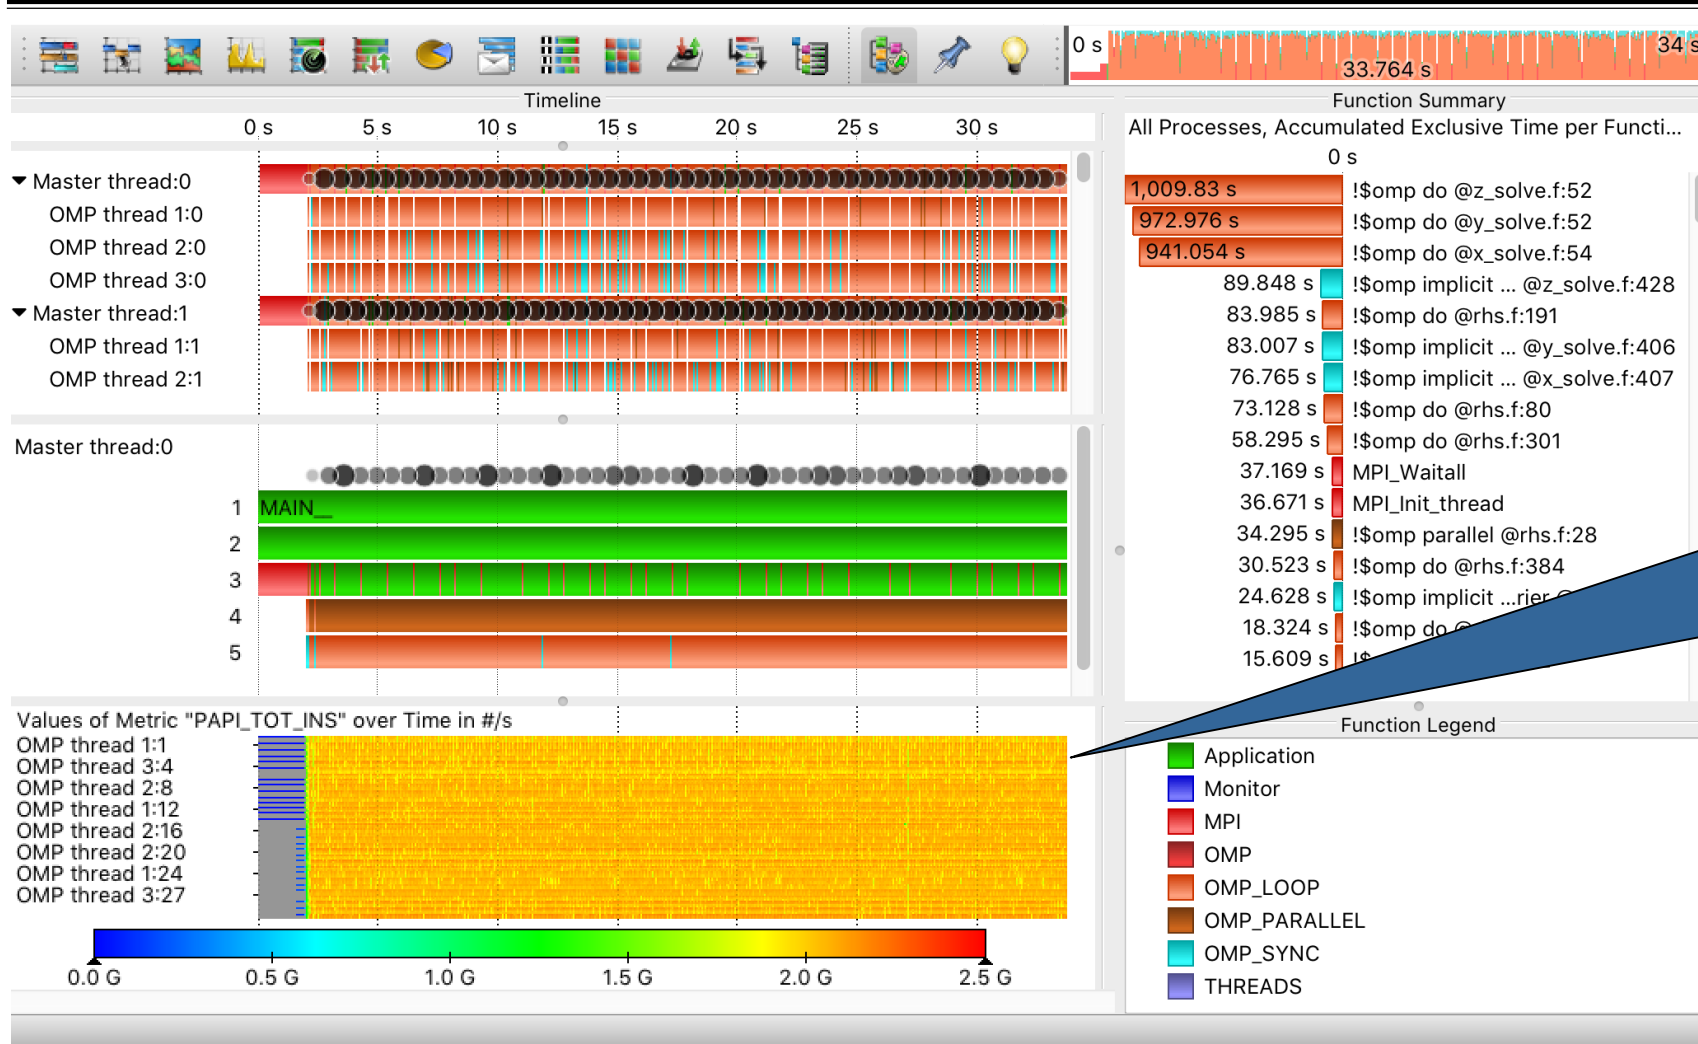 0 s
34 s
33.764 s
Timeline
0 s 5 s 10 s 15 s 20 s 25 s 30 s
Master thread:0
OMP thread 1:0
OMP thread 2:0
OMP thread 3:0
Master thread:1
OMP thread 1:1
OMP thread 2:1
Master thread:0
1 MAIN__
2
3
4
5
Values of Metric "PAPI_TOT_INS" over Time in #/s
OMP thread 1:1
OMP thread 3:4
OMP thread 2:8
OMP thread 1:12
OMP thread 2:16
OMP thread 2:20
OMP thread 1:24
OMP thread 3:27
0.0 G 0.5 G 1.0 G 1.5 G 2.0 G 2.5 G
Function Summary
All Processes, Accumulated Exclusive Time per Functi...
0 s
1,009.83 s !$omp do @z_solve.f:52
972.976 s !$omp do @y_solve.f:52
941.054 s !$omp do @x_solve.f:54
89.848 s !$omp implicit ... @z_solve.f:428
83.985 s !$omp do @rhs.f:191
83.007 s !$omp implicit ... @y_solve.f:406
76.765 s !$omp implicit ... @x_solve.f:407
73.128 s !$omp do @rhs.f:80
58.295 s !$omp do @rhs.f:301
37.169 s MPI_Waitall
36.671 s MPI_Init_thread
34.295 s !$omp parallel @rhs.f:28
30.523 s !$omp do @rhs.f:384
24.628 s !$omp implicit ...rier
18.324 s !$omp do
15.609 s
Function Legend
Application
Monitor
MPI
OMP
OMP_LOOP
OMP_PARALLEL
OMP_SYNC
THREADS